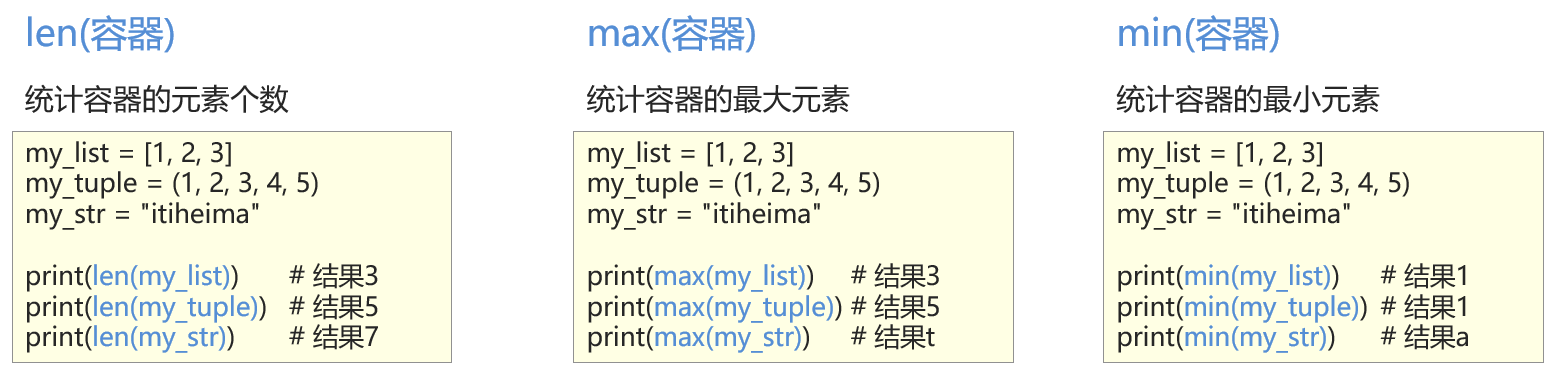 len(容器)
统计容器的元素个数
my_list = [1, 2, 3]
my_tuple = (1, 2, 3, 4, 5)
my_str = "itiheima"
print(len(my_list)) # 结果3
print(len(my_tuple)) # 结果5
print(len(my_str)) # 结果7
max(容器)
统计容器的最大元素
my_list = [1, 2, 3]
my_tuple = (1, 2, 3, 4, 5)
my_str = "itiheima"
print(max(my_list)) # 结果3
print(max(my_tuple)) # 结果5
print(max(my_str)) # 结果t
min(容器)
统计容器的最小元素
my_list = [1, 2, 3]
my_tuple = (1, 2, 3, 4, 5)
my_str = "itiheima"
print(min(my_list)) # 结果1
print(min(my_tuple)) # 结果1
print(min(my_str)) # 结果a